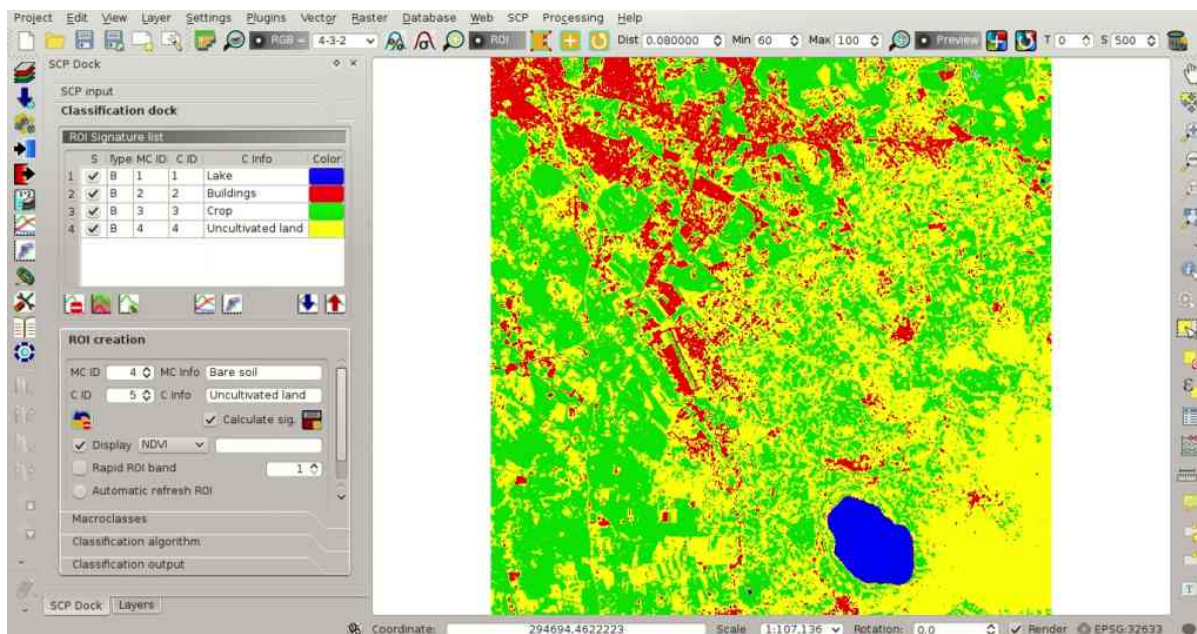 Project Edit View Layer Settings Plugins Vector Raster Database Web SCP Processing Help
RGB = 4-3-2 ROI Dist 0.080000 Min 60 Max 100 Preview T 0 S 500
SCP Dock
SCP input
Classification dock
ROI Signature list
S Type MC ID C ID C Info Color
1 B 1 1 Lake
2 B 2 2 Buildings
3 B 3 3 Crop
4 B 4 4 Uncultivated land
ROI creation
MC ID 4 MC Info Bare soil
C ID 5 C Info Uncultivated land
Calculate sig.
Display NDVI
Rapid ROI band 1
Automatic refresh ROI
Macroclasses
Classification algorithm
Classification output
SCP Dock Layers
Coordinate: 294694,4622223 Scale 1:107,136 Rotation: 0.0 Render EPSG:32633